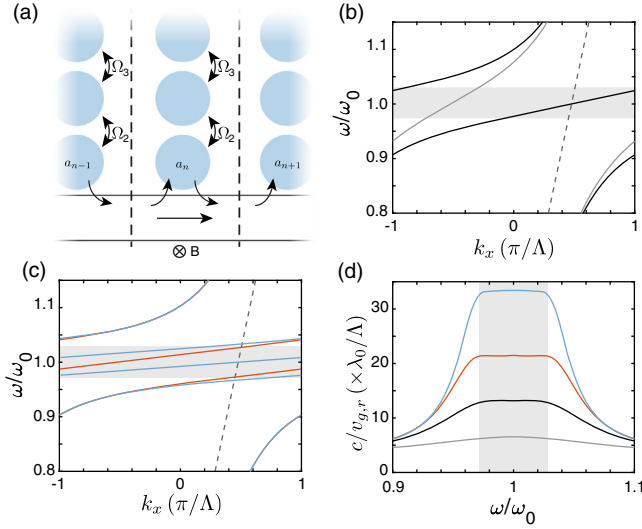 (a)
Ω₃ Ω₃
Ω₂ Ω₂
aₙ₋₁ aₙ aₙ₊₁
⊗ B
(b)
1.1
1.0
0.9
0.8
ω/ω₀
-1 0 1
kₓ (π/Λ)
(c)
1.1
1.0
0.9
0.8
ω/ω₀
-1 0 1
kₓ (π/Λ)
(d)
30
20
10
0
c/v_{g,r} (×λ₀/Λ)
0.9 1 1.1
ω/ω₀